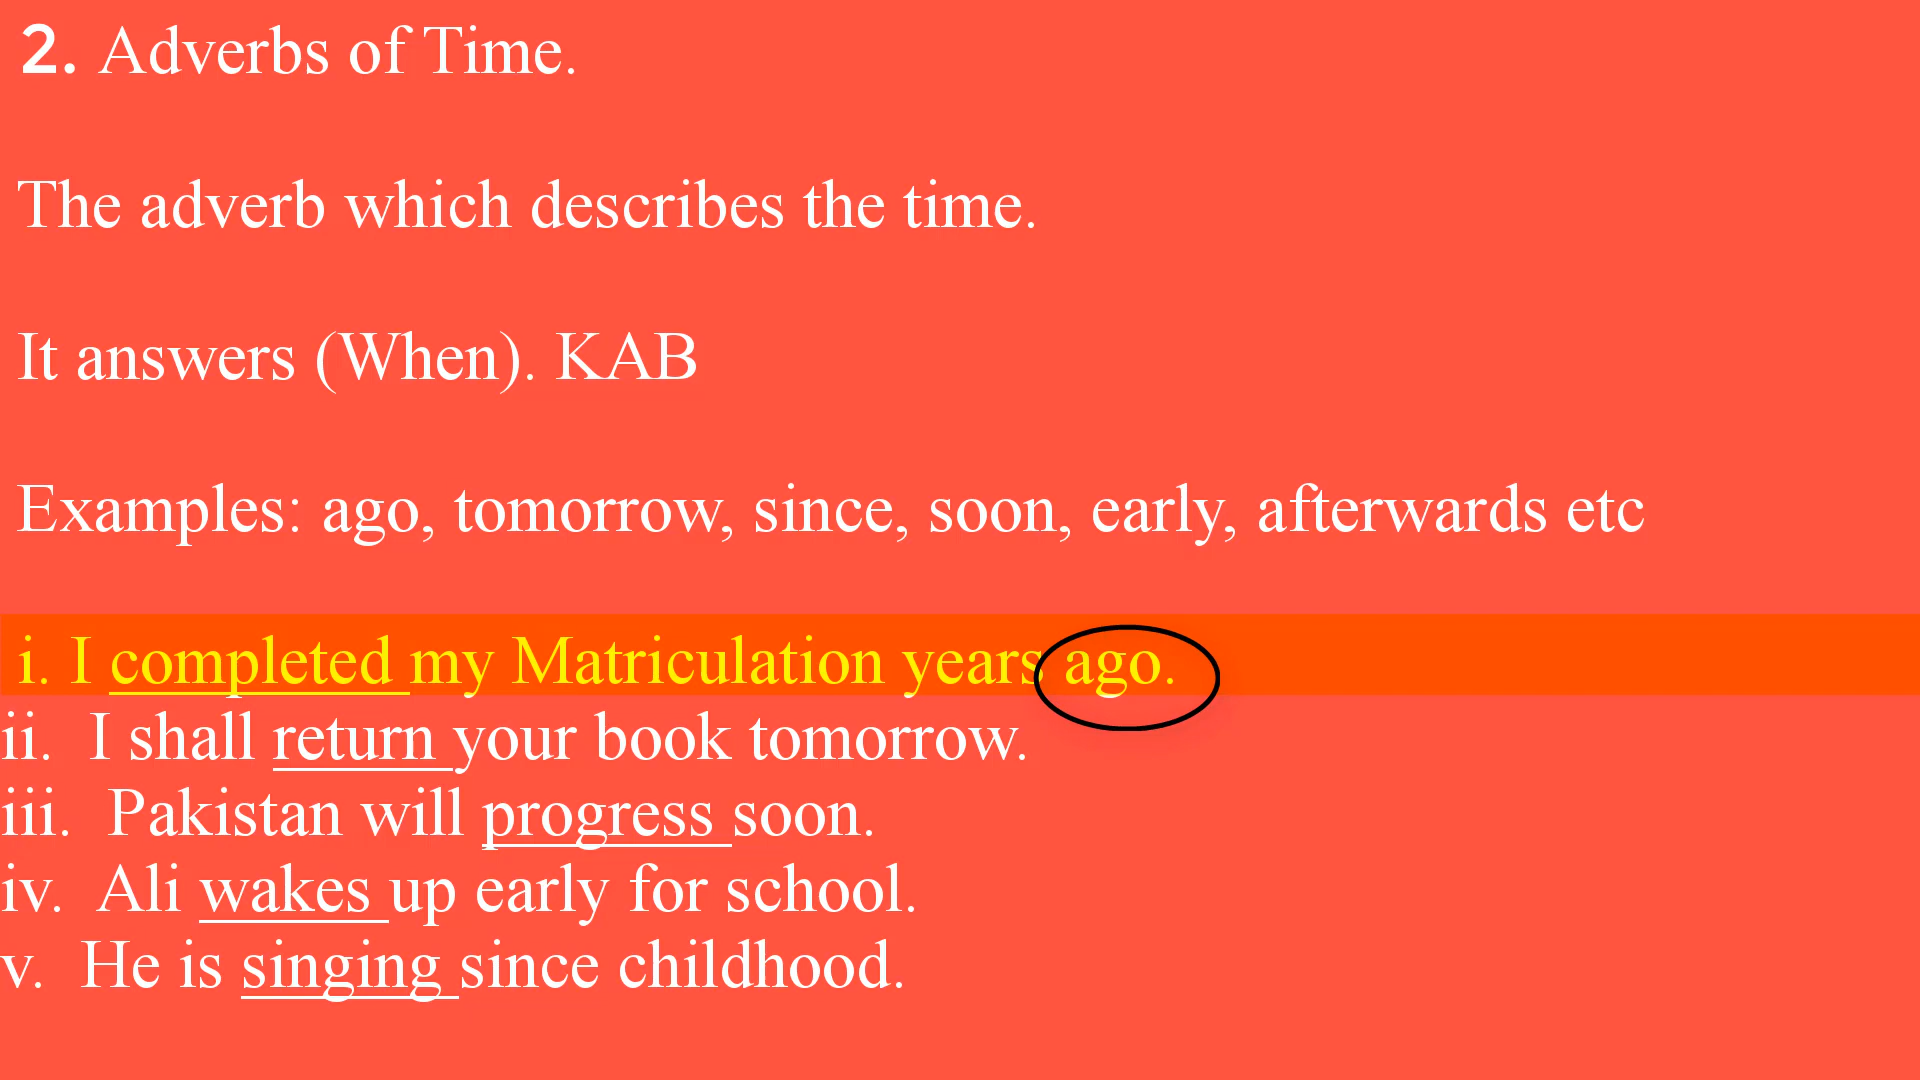 2. Adverbs of Time.
The adverb which describes the time.
It answers (When). KAB
Examples: ago, tomorrow, since, soon, early, afterwards etc
i. I completed my Matriculation years ago.
ii. I shall return your book tomorrow.
iii. Pakistan will progress soon.
iv. Ali wakes up early for school.
v. He is singing since childhood.